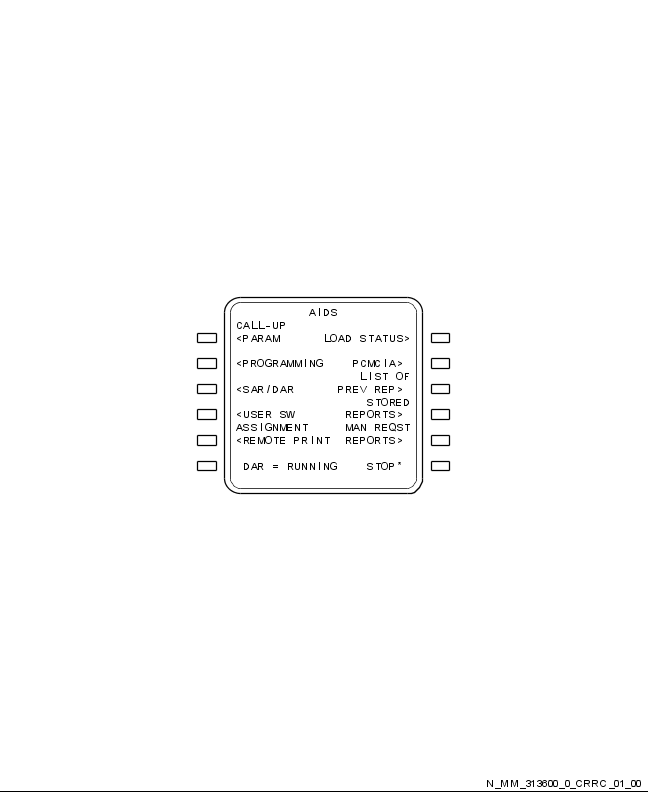 AIDS
CALL-UP
<PARAM LOAD STATUS>
<PROGRAMMING PCMCIA>
LIST OF
<SAR/DAR PREV REP>
STORED
<USER SW REPORTS>
ASSIGNMENT MAN REQST
<REMOTE PRINT REPORTS>
DAR = RUNNING STOP*
N_MM_313600_0_CRRC_01_00